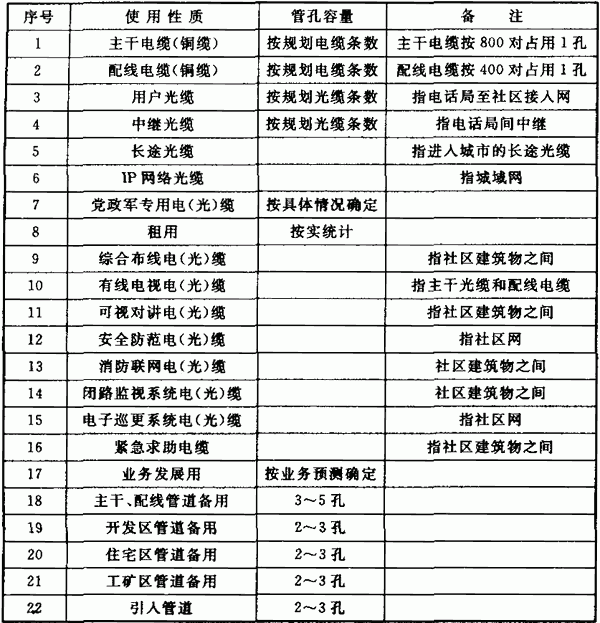 序号 使用性质 管孔容量 备注
1 主干电缆(铜缆) 按规划电缆条数 主干电缆按800对占用1孔
2 配线电缆(铜缆) 按规划电缆条数 配线电缆按400对占用1孔
3 用户光缆 按规划光缆条数 指电话局至社区接入网
4 中继光缆 按规划光缆条数 指电话局间中继
5 长途光缆 指进入城市的长途光缆
6 IP网络光缆 指城域网
7 党政军专用电(光)缆 按具体情况确定
8 租用 按实统计
9 综合布线电(光)缆 指社区建筑物之间
10 有线电视电(光)缆 指主干光缆和配线电缆
11 可视对讲电(光)缆 指社区建筑物之间
12 安全防范电(光)缆 指社区网
13 消防联网电(光)缆 社区建筑物之间
14 闭路监视系统电(光)缆 社区建筑物之间
15 电子巡更系统电(光)缆 指社区网
16 紧急求助电缆 指社区建筑物之间
17 业务发展用 按业务预测确定
18 主干、配线管道备用 3～5孔
19 开发区管道备用 2～3孔
20 住宅区管道备用 2～3孔
21 工矿区管道备用 2～3孔
22 引入管道 2～3孔